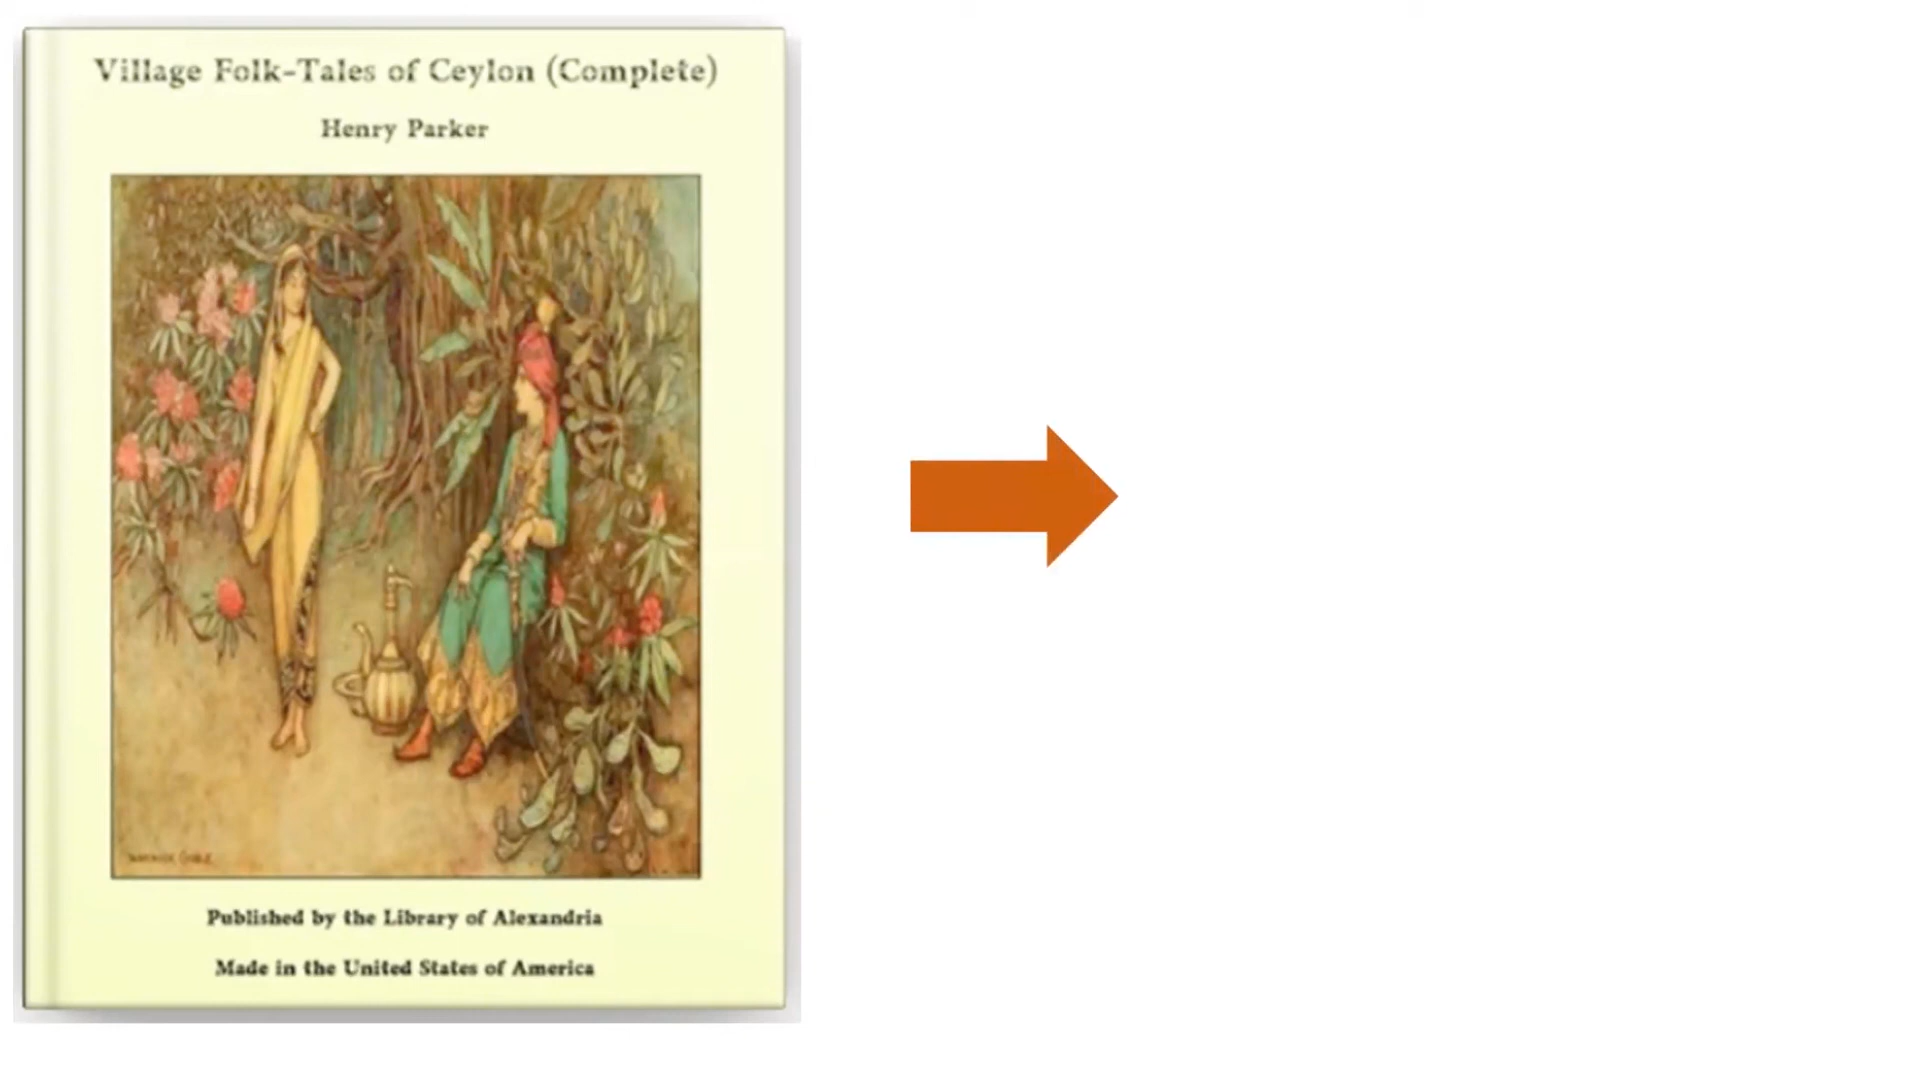 Village Folk-Tales of Ceylon (Complete)
Henry Parker
Published by the Library of Alexandria
Made in the United States of America